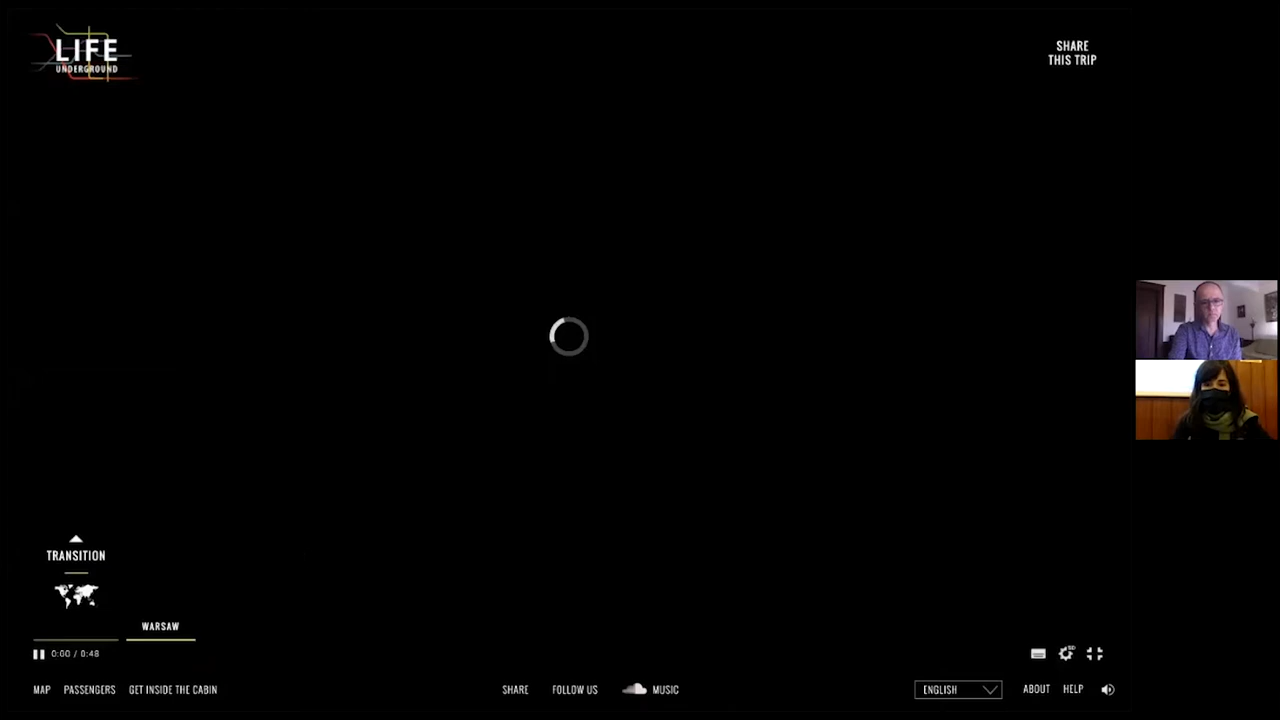 LIFE
UNDERGROUND
SHARE
THIS TRIP
TRANSITION
WARSAW
0:00 / 0:48
MAP PASSENGERS GET INSIDE THE CABIN
SHARE FOLLOW US MUSIC
ENGLISH
ABOUT HELP